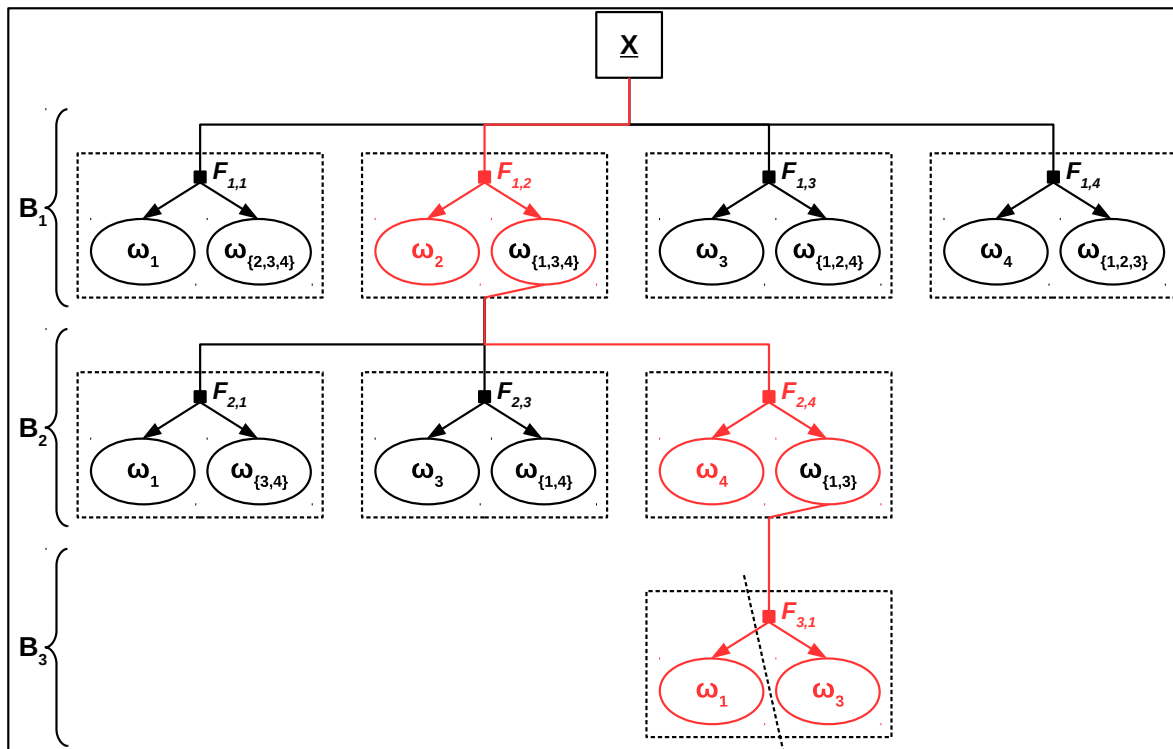 X
F1,1 F1,2 F1,3 F1,4
B1 ω1 ω{2,3,4} ω2 ω{1,3,4} ω3 ω{1,2,4} ω4 ω{1,2,3}
F2,1 F2,3 F2,4
B2 ω1 ω{3,4} ω3 ω{1,4} ω4 ω{1,3}
F3,1
B3 ω1 ω3